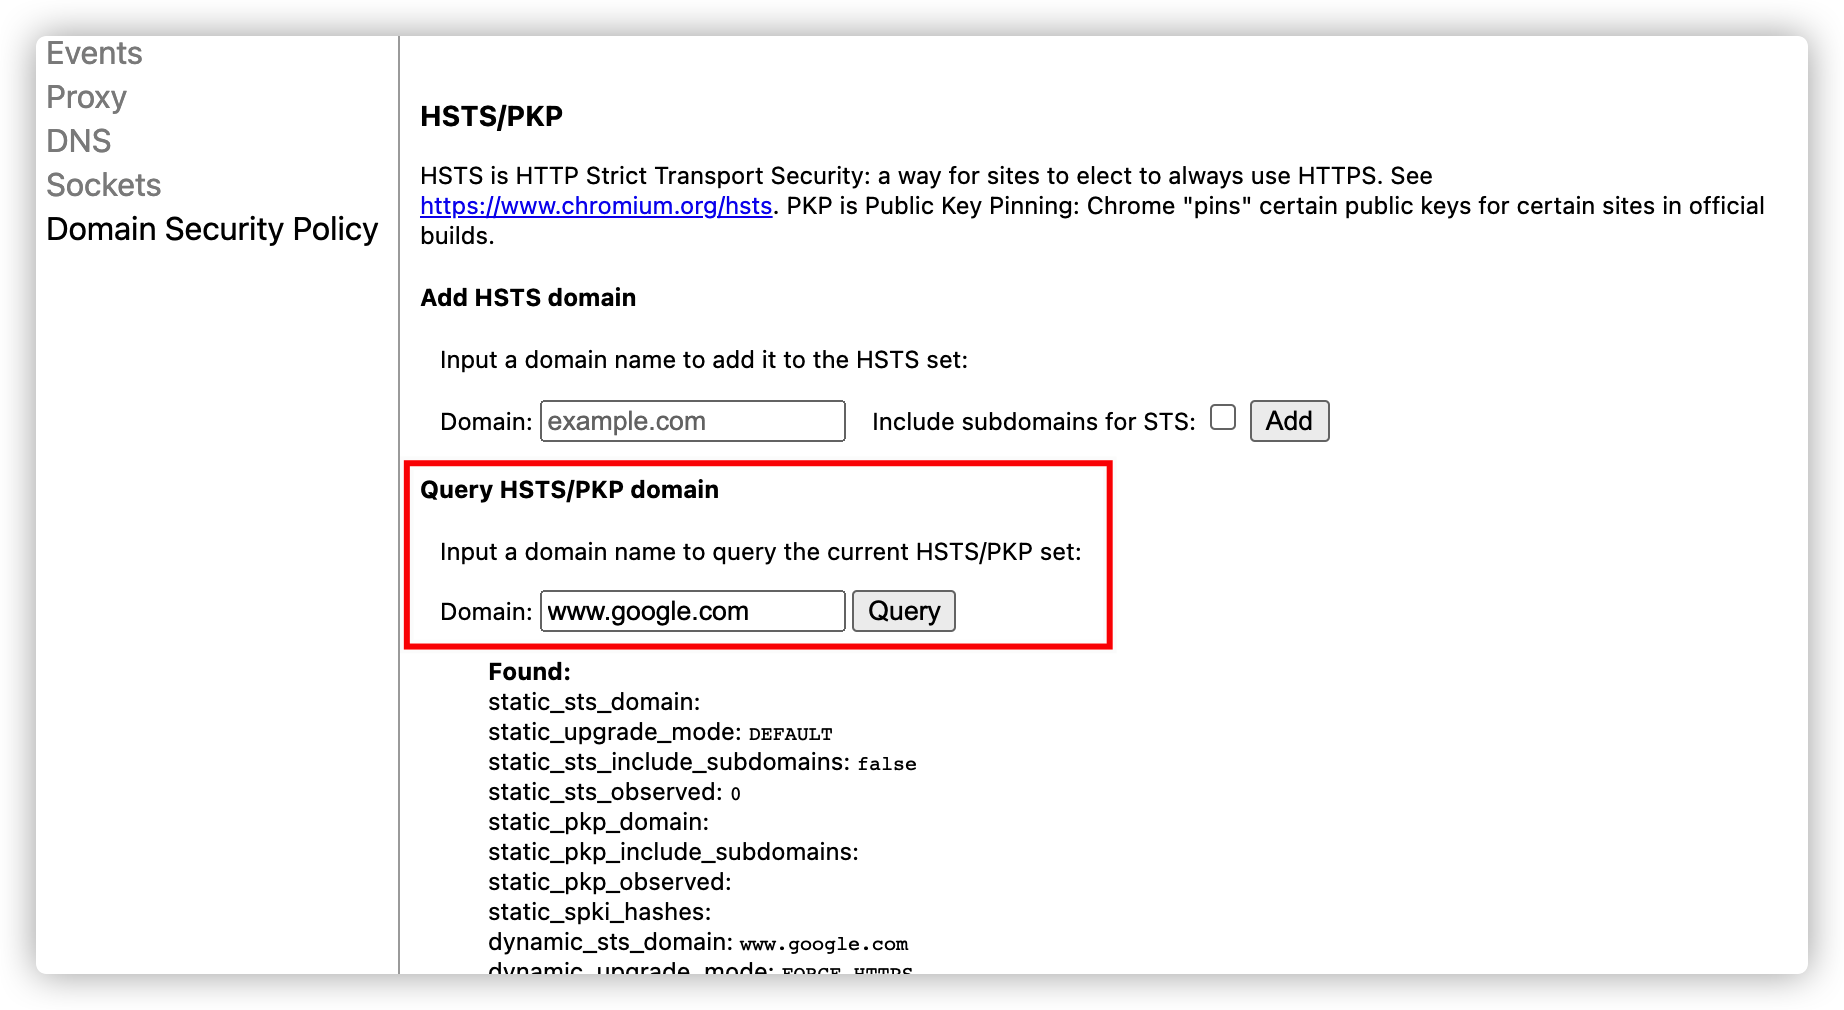 Events
Proxy
DNS
Sockets
Domain Security Policy
HSTS/PKP
HSTS is HTTP Strict Transport Security: a way for sites to elect to always use HTTPS. See
https://www.chromium.org/hsts. PKP is Public Key Pinning: Chrome "pins" certain public keys for certain sites in official
builds.
Add HSTS domain
Input a domain name to add it to the HSTS set:
Domain: example.com Include subdomains for STS: Add
Query HSTS/PKP domain
Input a domain name to query the current HSTS/PKP set:
Domain: www.google.com Query
Found:
static_sts_domain:
static_upgrade_mode: DEFAULT
static_sts_include_subdomains: false
static_sts_observed: 0
static_pkp_domain:
static_pkp_include_subdomains:
static_pkp_observed:
static_spki_hashes:
dynamic_sts_domain: www.google.com
dynamic_upgrade_mode: FORCE_HTTPS